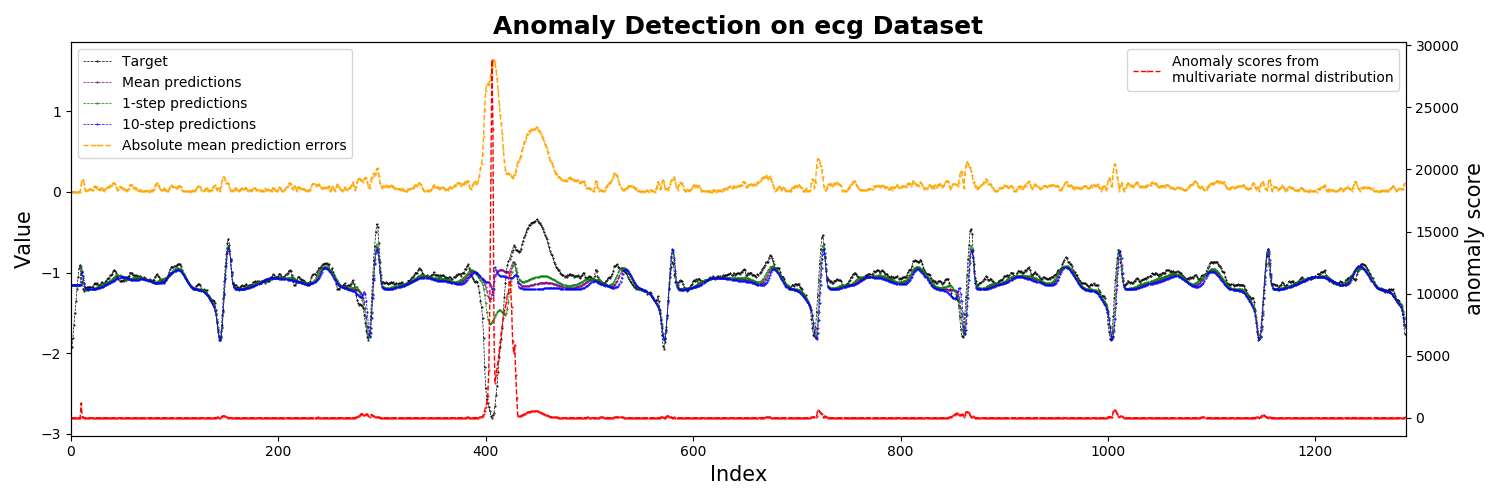 Anomaly Detection on ecg Dataset
Target
Mean predictions
1-step predictions
10-step predictions
Absolute mean prediction errors
Anomaly scores from
multivariate normal distribution
Value
1
0
−1
−2
−3
30000
25000
20000
15000
10000
5000
0
anomaly score
0 200 400 600 800 1000 1200
Index